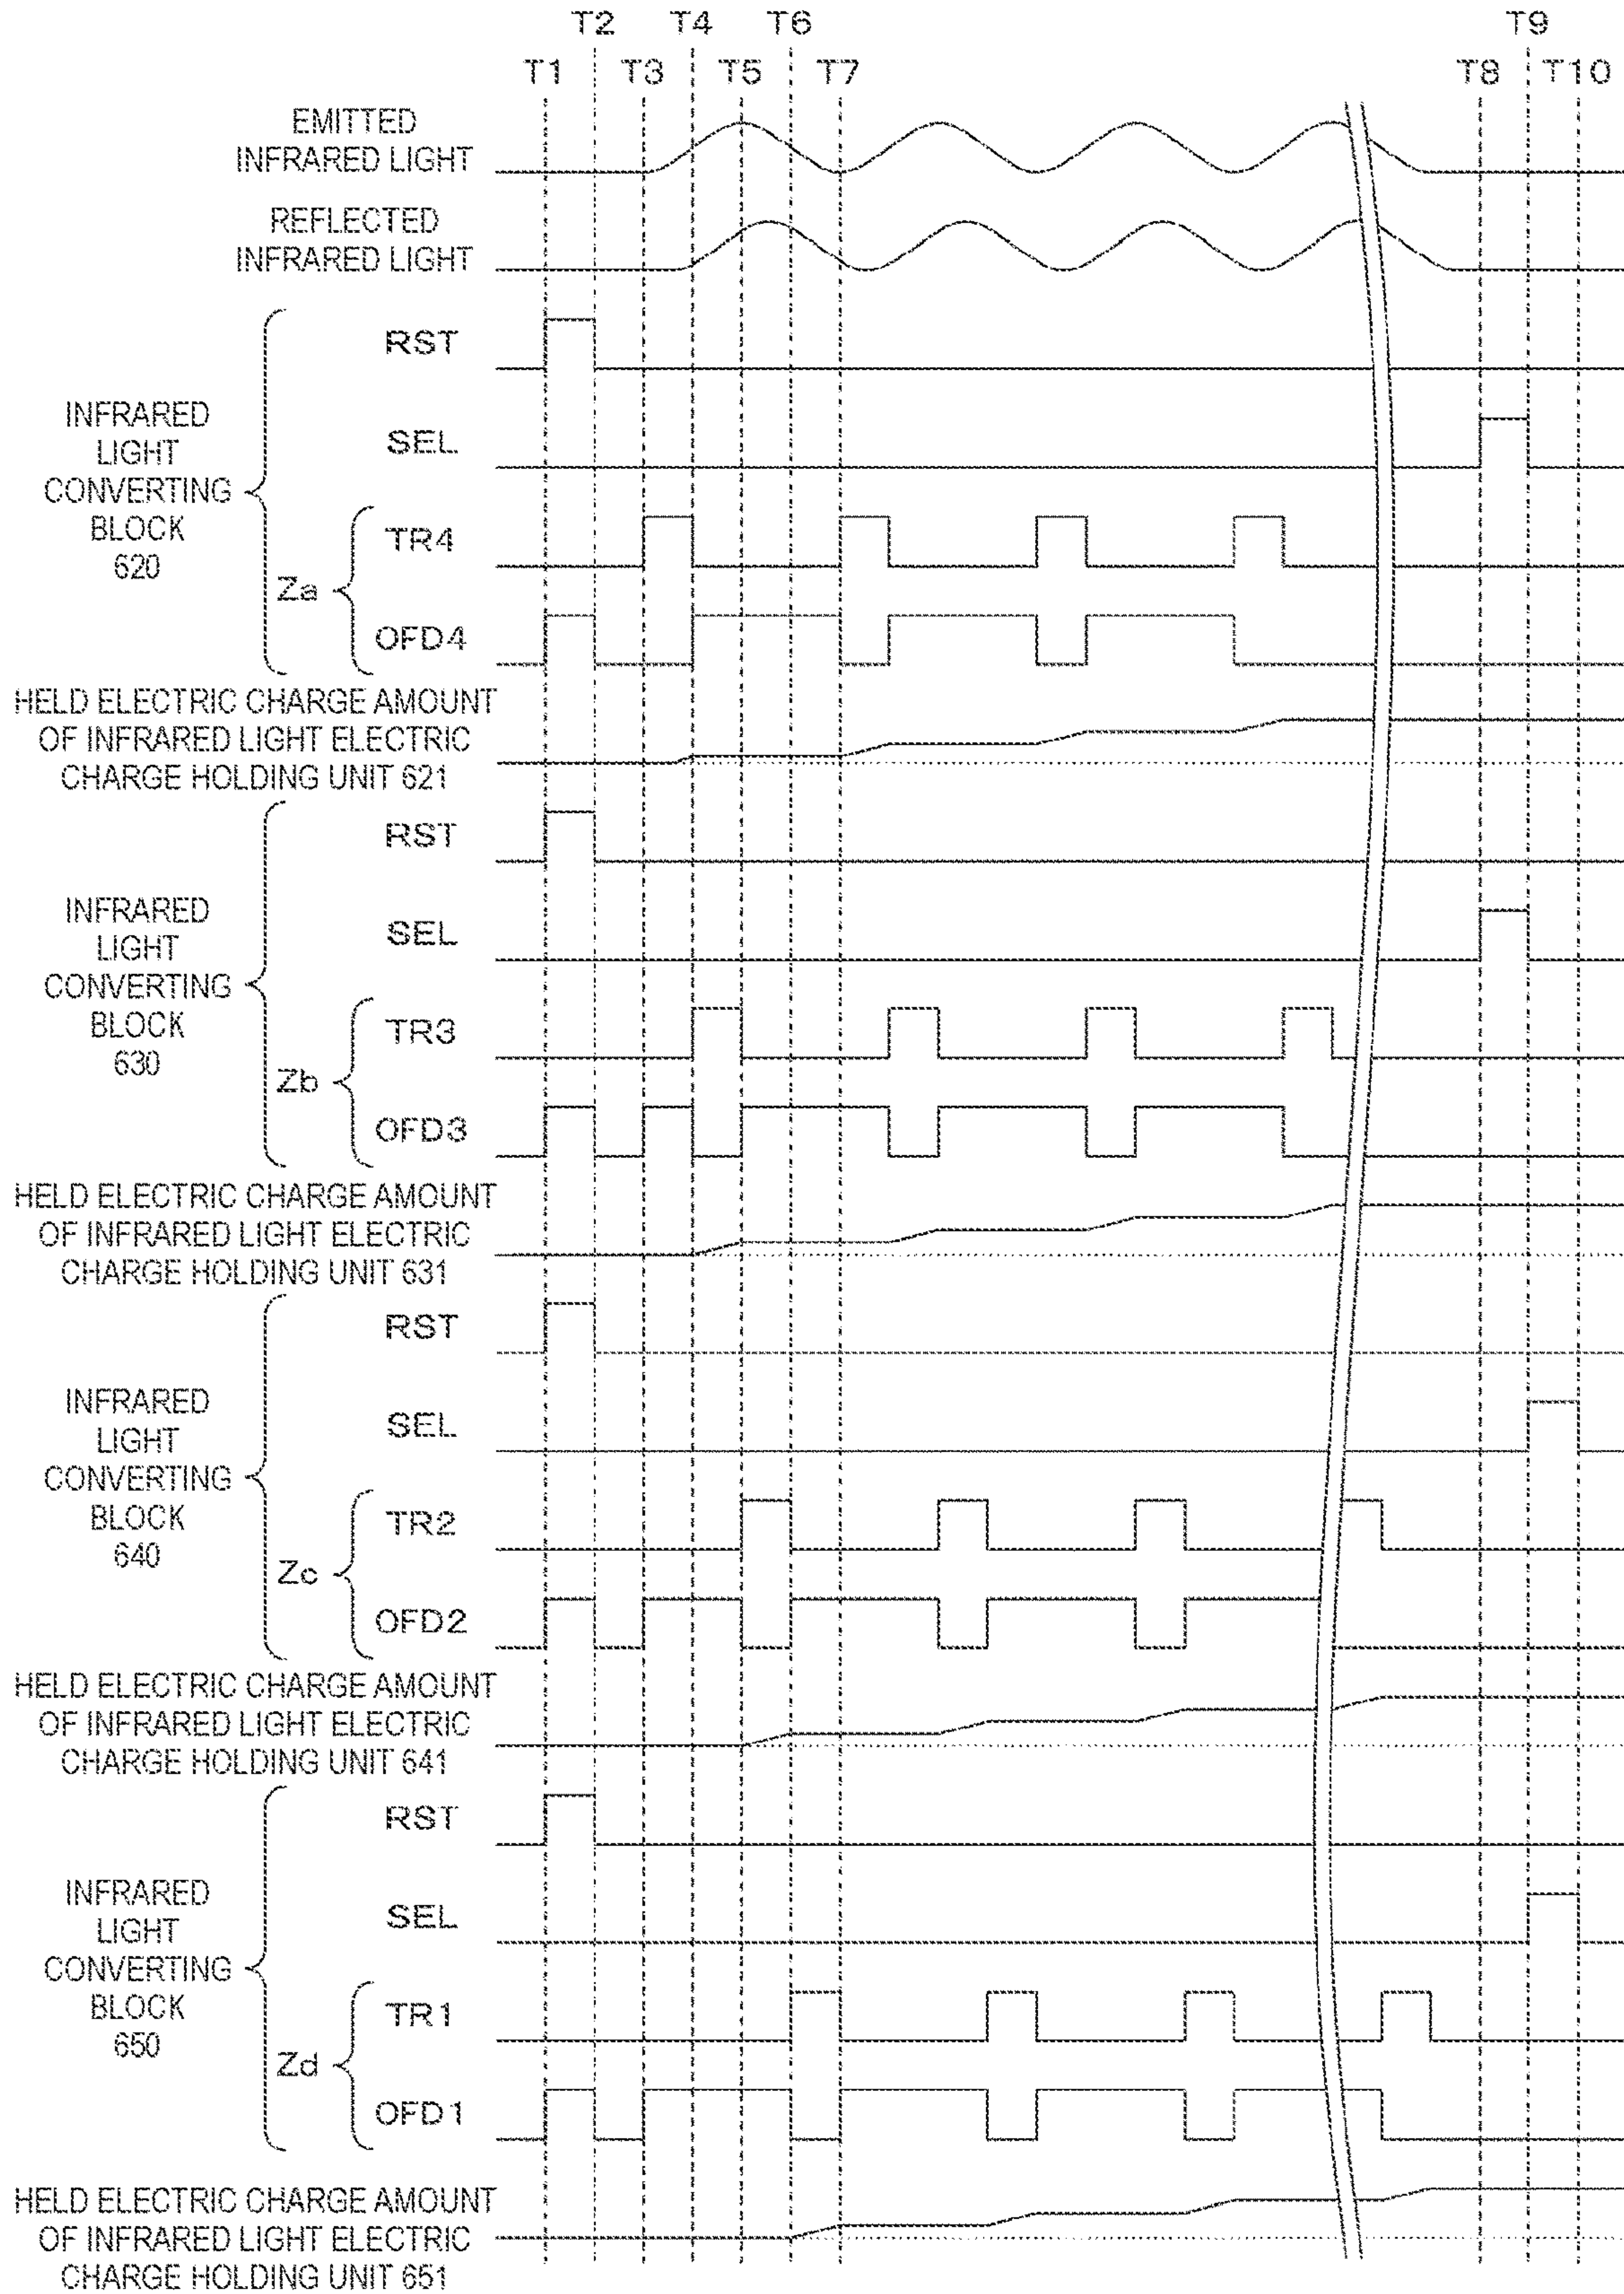 T2 T4 T6 T9
T1 T3 T5 T7 T8 T10
EMITTED
INFRARED LIGHT
REFLECTED
INFRARED LIGHT
RST
INFRARED
LIGHT
CONVERTING
BLOCK
620
SEL
TR4
Za
OFD4
HELD ELECTRIC CHARGE AMOUNT
OF INFRARED LIGHT ELECTRIC
CHARGE HOLDING UNIT 621
RST
INFRARED
LIGHT
CONVERTING
BLOCK
630
SEL
TR3
Zb
OFD3
HELD ELECTRIC CHARGE AMOUNT
OF INFRARED LIGHT ELECTRIC
CHARGE HOLDING UNIT 631
RST
INFRARED
LIGHT
CONVERTING
BLOCK
640
SEL
TR2
Zc
OFD2
HELD ELECTRIC CHARGE AMOUNT
OF INFRARED LIGHT ELECTRIC
CHARGE HOLDING UNIT 641
RST
INFRARED
LIGHT
CONVERTING
BLOCK
650
SEL
TR1
Zd
OFD1
HELD ELECTRIC CHARGE AMOUNT
OF INFRARED LIGHT ELECTRIC
CHARGE HOLDING UNIT 651